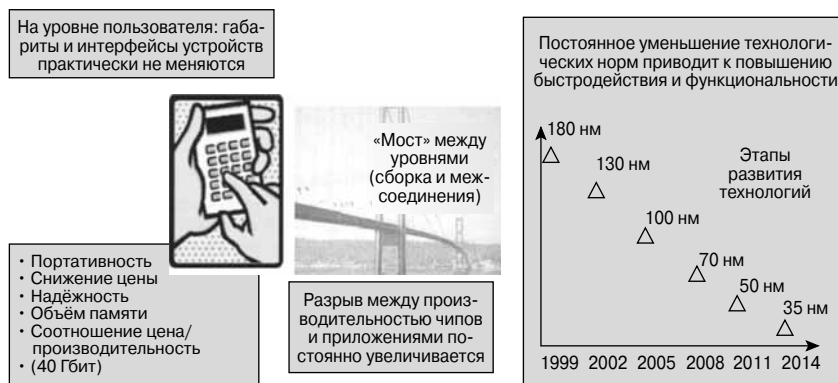 На уровне пользователя: габа-
риты и интерфейсы устройств
практически не меняются
«Мост» между
уровнями
(сборка и меж-
соединения)
• Портативность
• Снижение цены
• Надёжность
• Объём памяти
• Соотношение цена/
производительность
• (40 Гбит)
Разрыв между произ-
водительностью чипов
и приложениями по-
стоянно увеличивается
Постоянное уменьшение технологи-
ческих норм приводит к повышению
быстродействия и функциональности
180 нм
130 нм
Этапы
развития
технологий
100 нм
70 нм
50 нм
35 нм
1999 2002 2005 2008 2011 2014